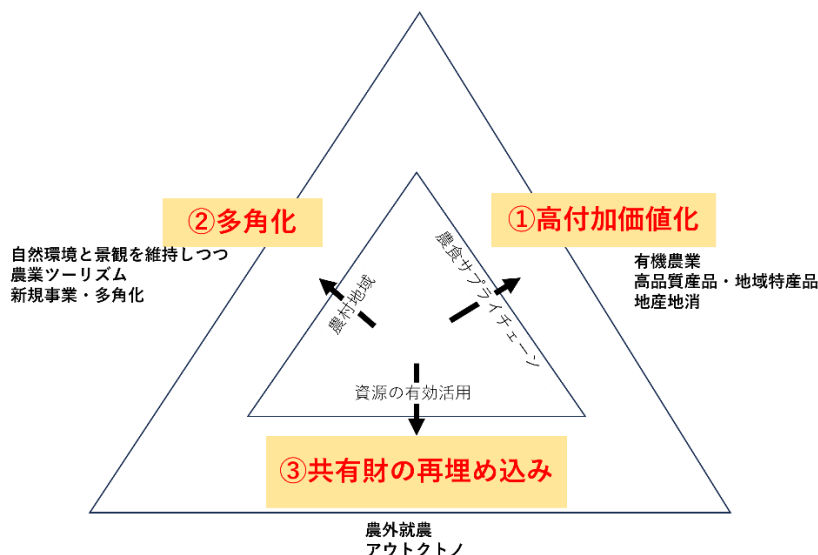 ②多角化
①高付加価値化
自然環境と景観を維持しつつ
農業ツーリズム
新規事業・多角化
有機農業
高品質産品・地域特産品
地産地消
農村地域
農食サプライチェーン
資源の有効活用
③共有財の再埋め込み
農外就農
アウトクトノ